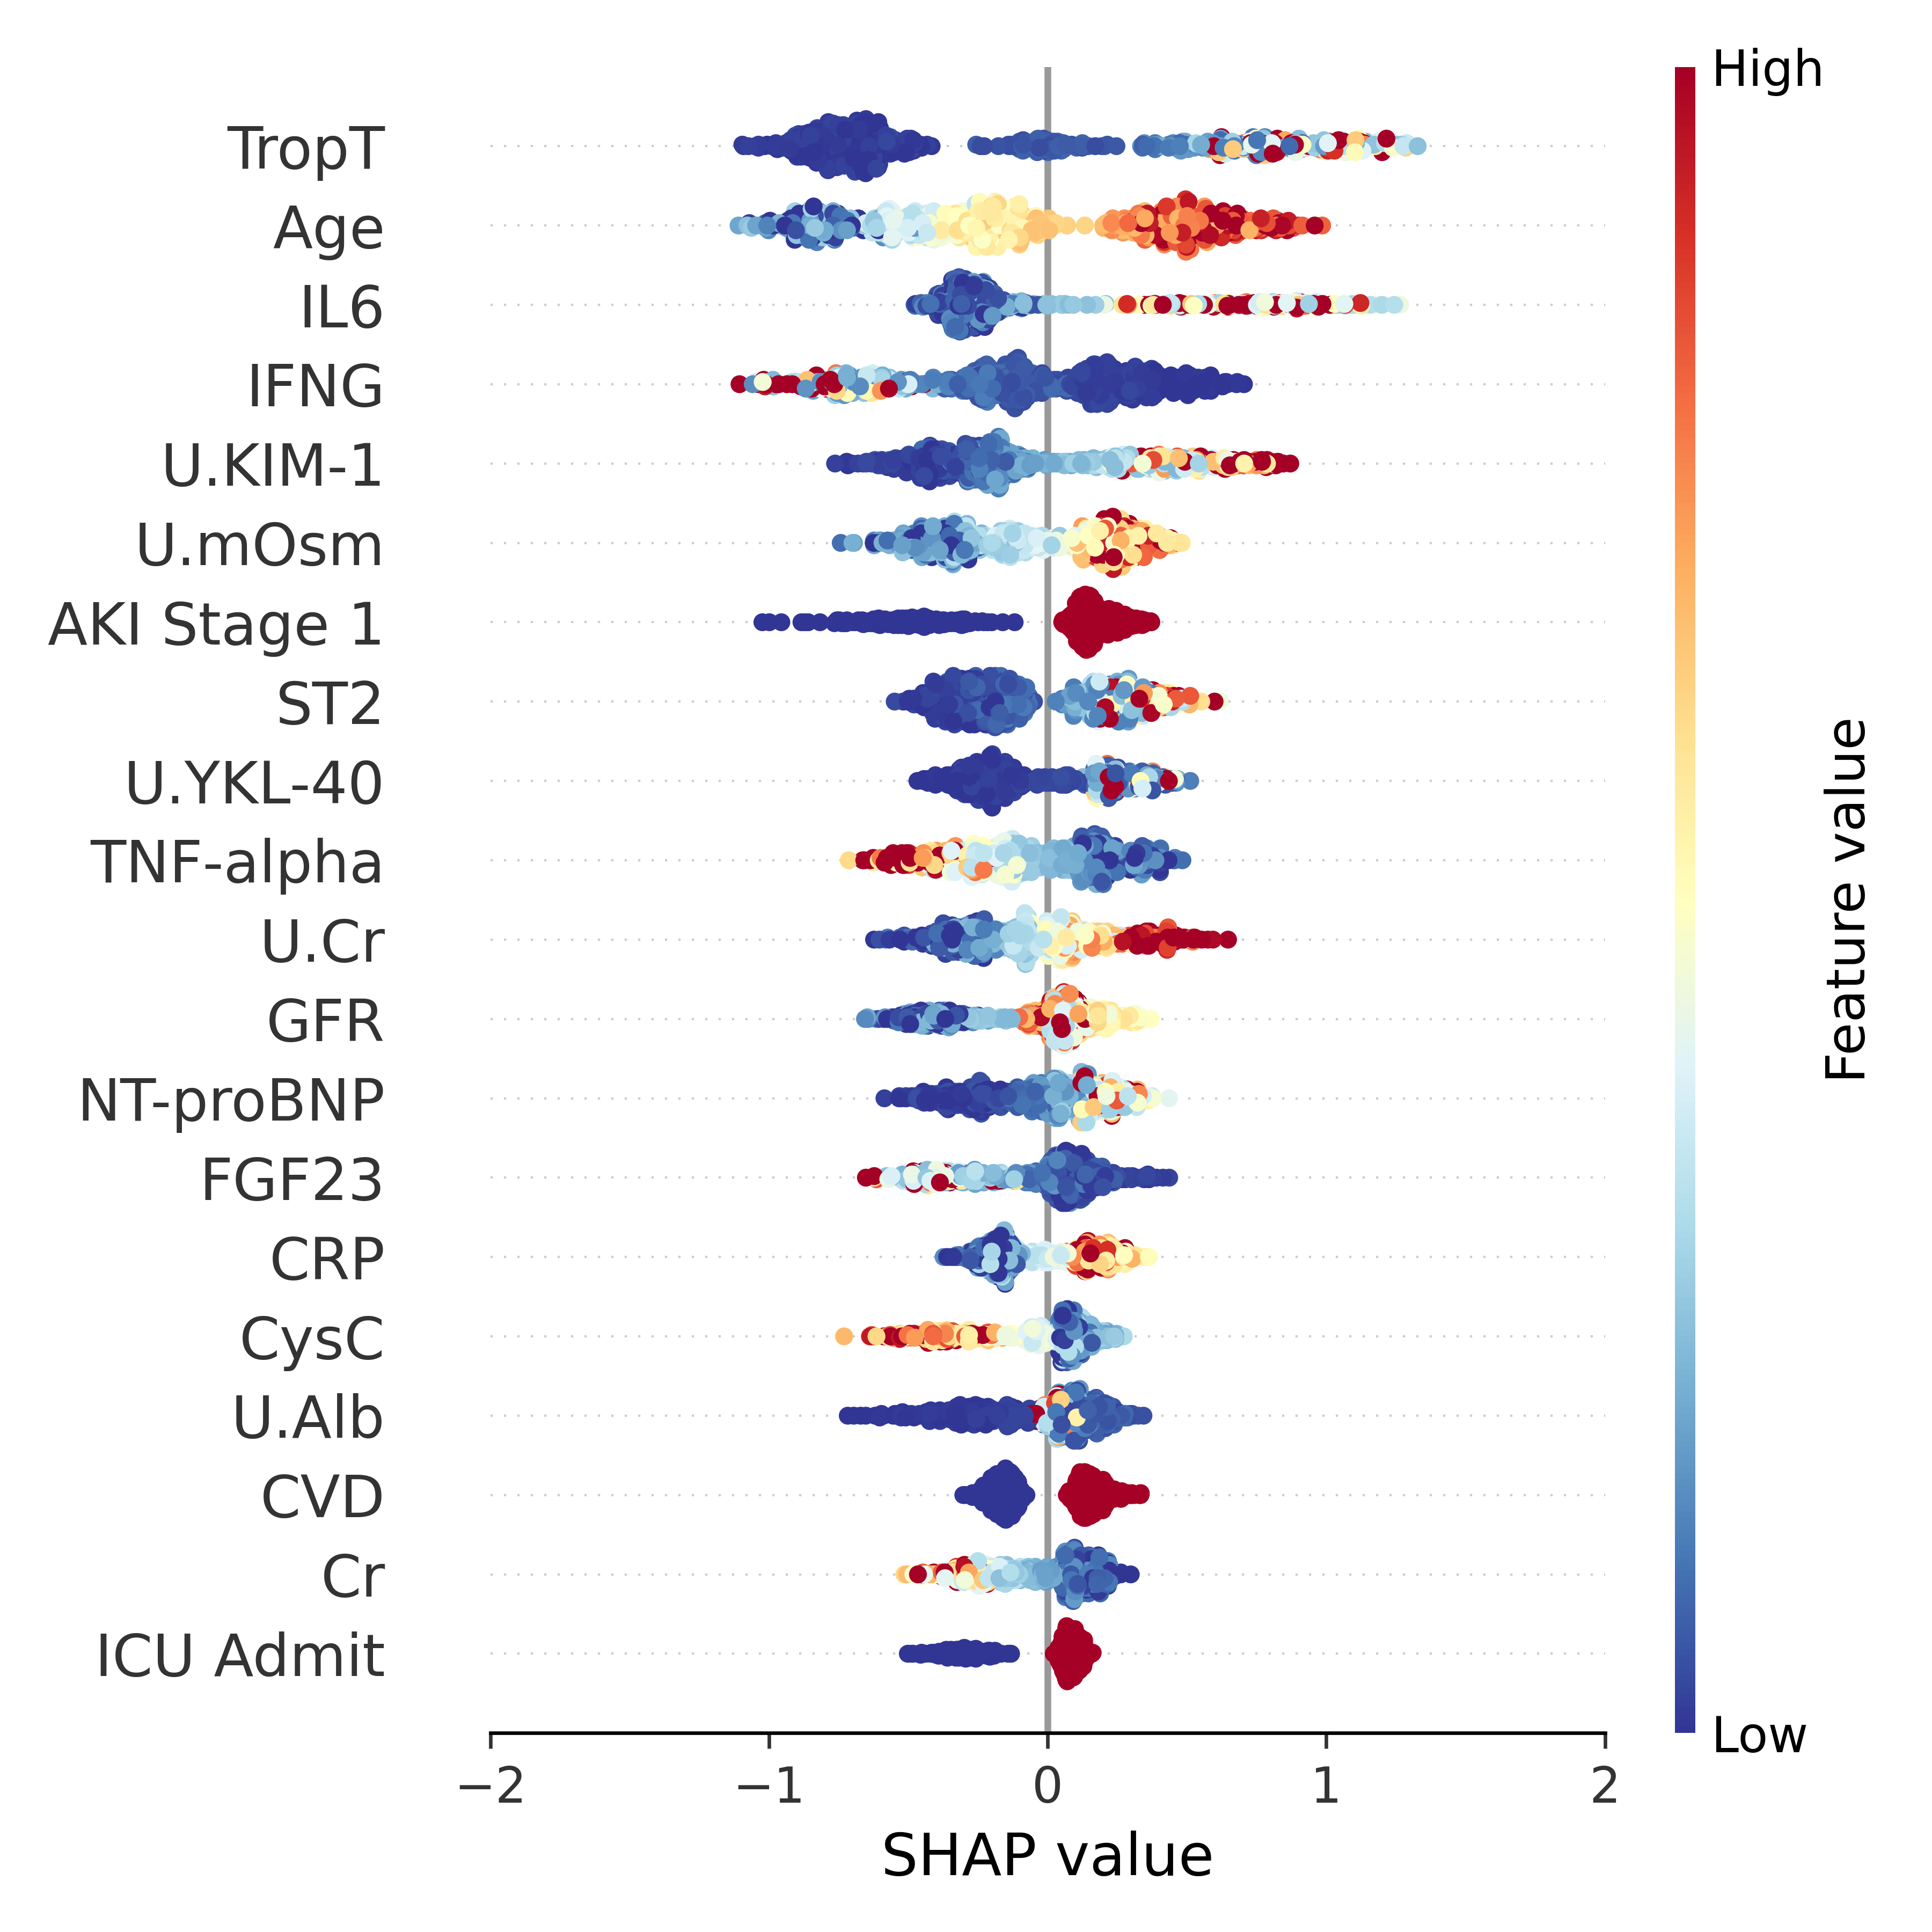 High
TropT
Age
IL6
IFNG
U.KIM-1
U.mOsm
AKI Stage 1
ST2
U.YKL-40
TNF-alpha
U.Cr
GFR
NT-proBNP
FGF23
CRP
CysC
U.Alb
CVD
Cr
ICU Admit
Feature value
Low
−2 −1 0 1 2
SHAP value